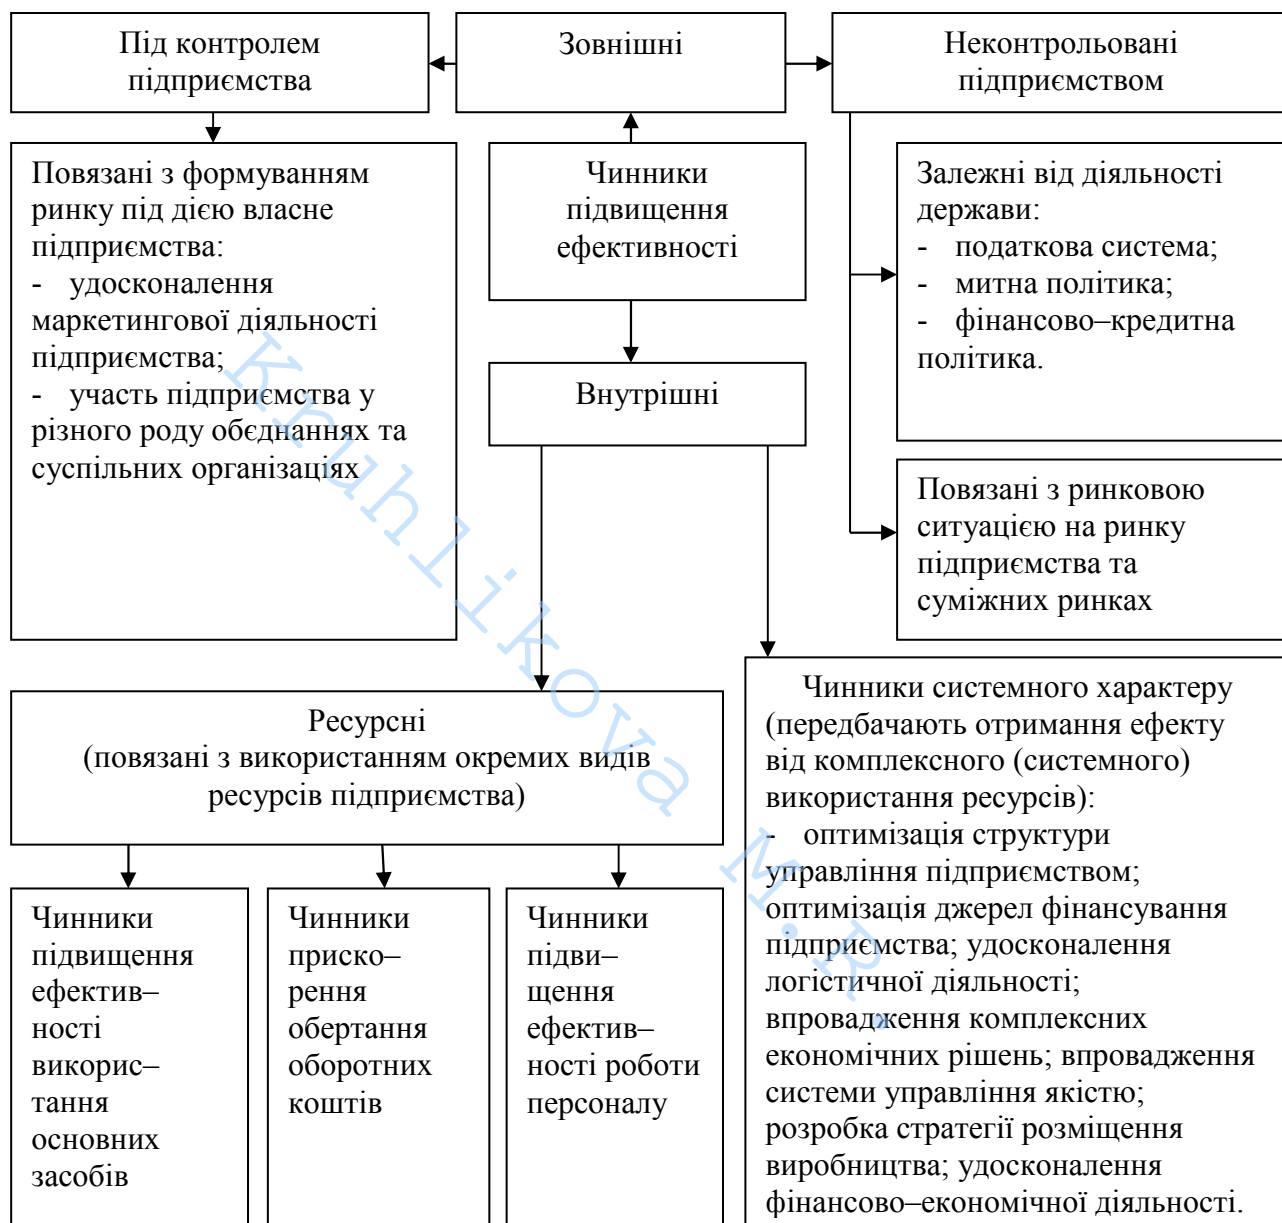 Під контролем
підприємства
Зовнішні
Неконтрольовані
підприємством
Повязані з формуванням
ринку під дією власне
підприємства:
- удосконалення
маркетингової діяльності
підприємства;
- участь підприємства у
різного роду обєднаннях та
суспільних організаціях
Чинники
підвищення
ефективності
Залежні від діяльності
держави:
- податкова система;
- митна політика;
- фінансово–кредитна
політика.
Внутрішні
Повязані з ринковою
ситуацією на ринку
підприємства та
суміжних ринках
Ресурсні
(повязані з використанням окремих видів
ресурсів підприємства)
Чинники системного характеру
(передбачають отримання ефекту
від комплексного (системного)
використання ресурсів):
- оптимізація структури
управління підприємством;
оптимізація джерел фінансування
підприємства; удосконалення
логістичної діяльності;
впровадження комплексних
економічних рішень; впровадження
системи управління якістю;
розробка стратегії розміщення
виробництва; удосконалення
фінансово–економічної діяльності.
Чинники
підвищення
ефектив–
ності
викорис–
тання
основних
засобів
Чинники
приско–
рення
обертання
оборотних
коштів
Чинники
підви–
щення
ефектив–
ності роботи
персоналу
Kruhlikova M.R.